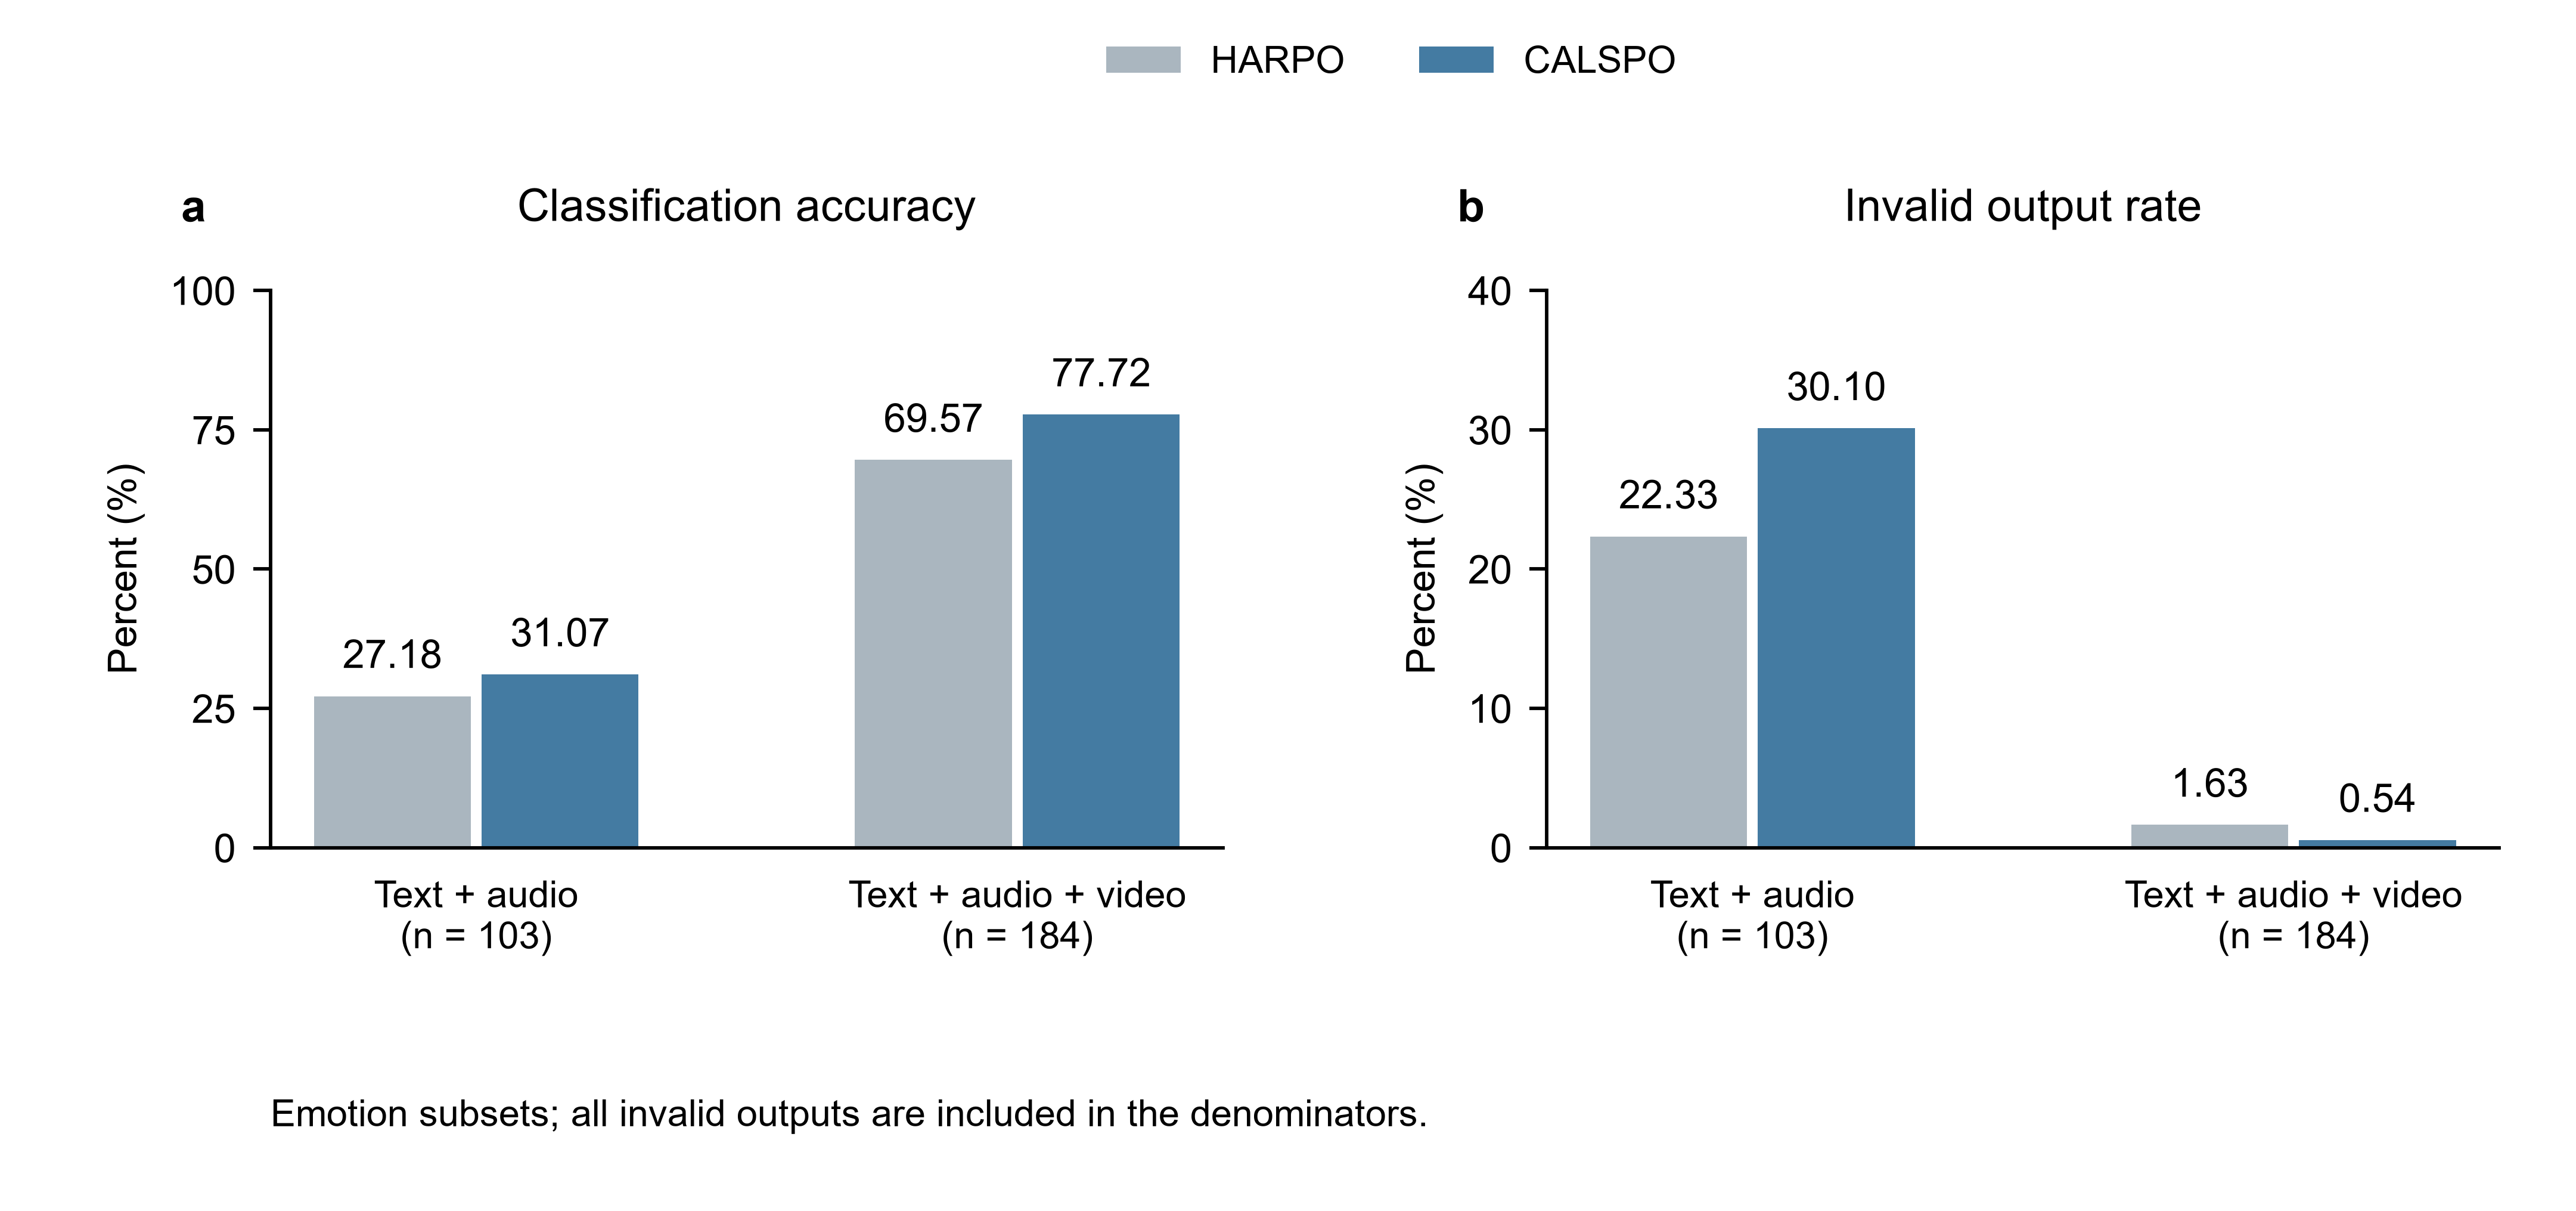 HARPO CALSPO
a Classification accuracy
100
75
50
25
0
Percent (%)
27.18
31.07
69.57
77.72
Text + audio
(n = 103)
Text + audio + video
(n = 184)
b Invalid output rate
40
30
20
10
0
Percent (%)
22.33
30.10
1.63
0.54
Text + audio
(n = 103)
Text + audio + video
(n = 184)
Emotion subsets; all invalid outputs are included in the denominators.